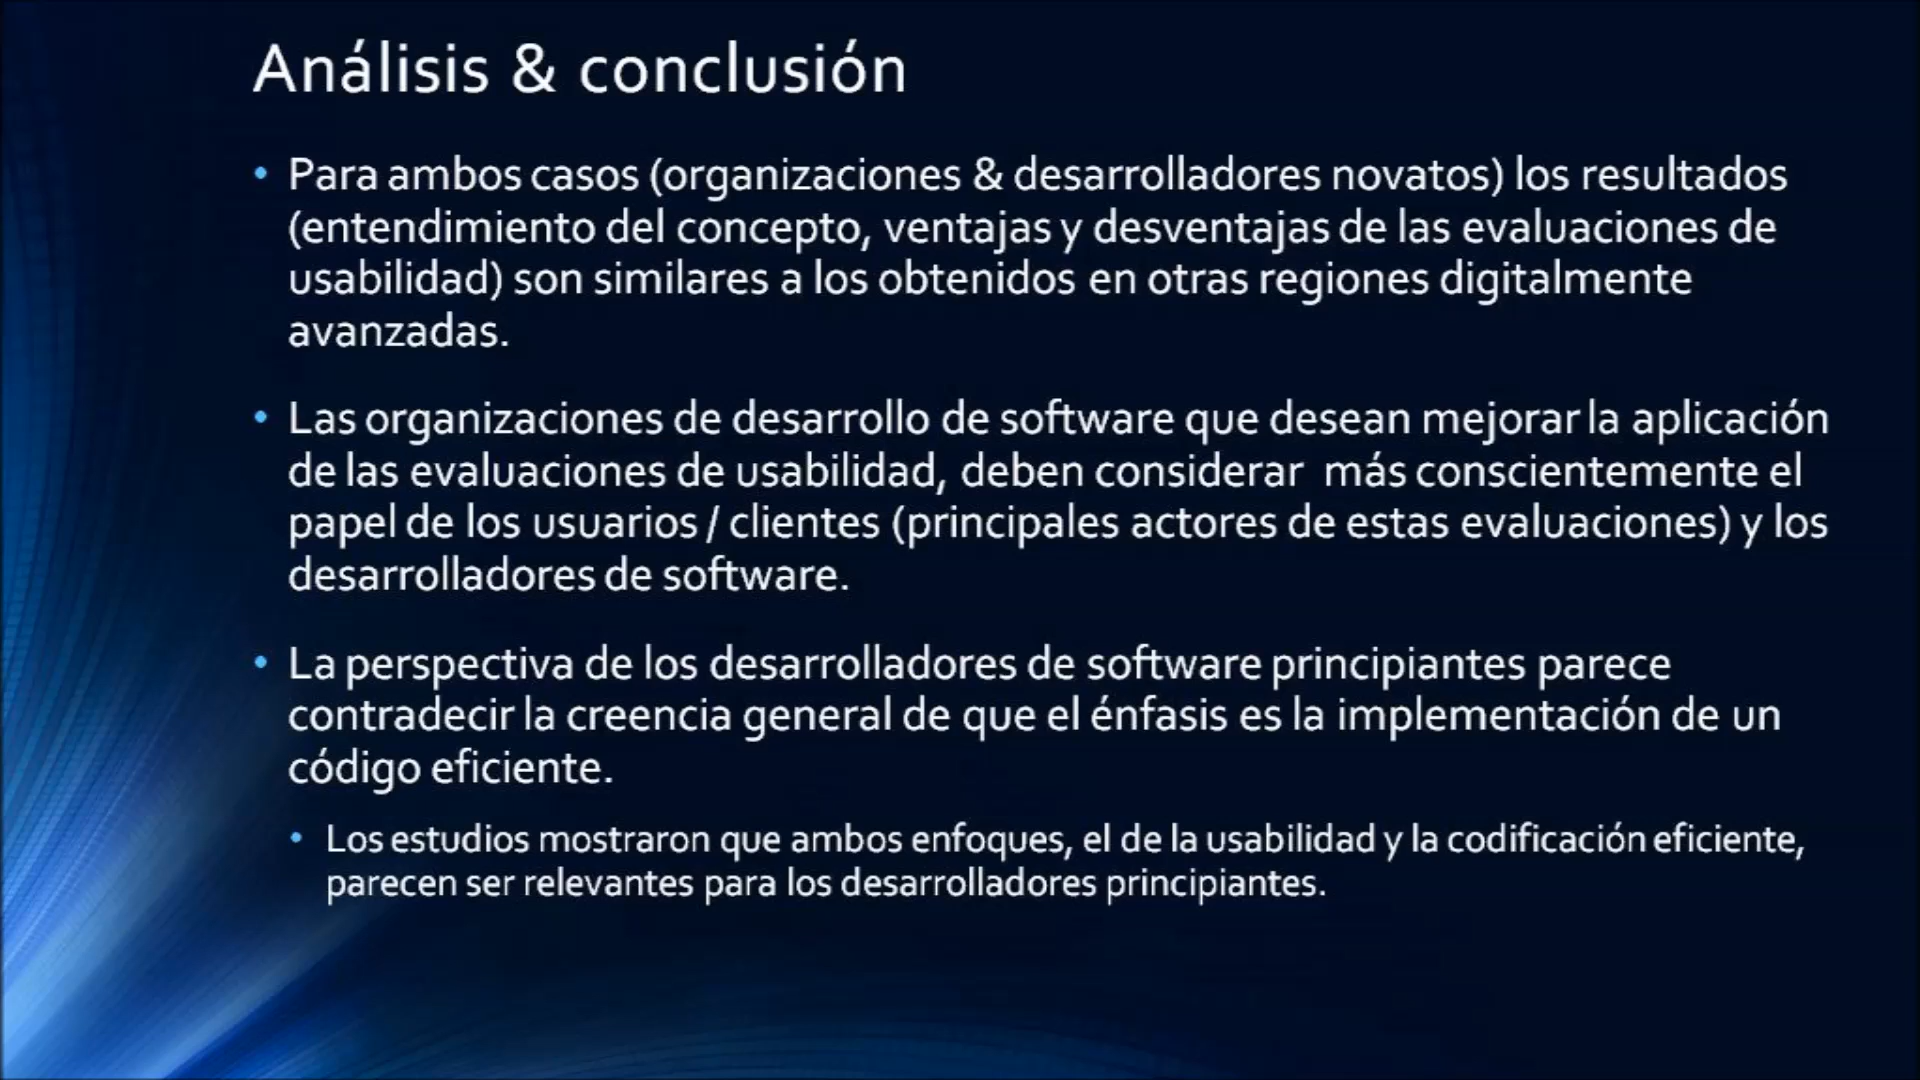 Análisis & conclusión
• Para ambos casos (organizaciones & desarrolladores novatos) los resultados
(entendimiento del concepto, ventajas y desventajas de las evaluaciones de
usabilidad) son similares a los obtenidos en otras regiones digitalmente
avanzadas.
• Las organizaciones de desarrollo de software que desean mejorar la aplicación
de las evaluaciones de usabilidad, deben considerar más conscientemente el
papel de los usuarios / clientes (principales actores de estas evaluaciones) y los
desarrolladores de software.
• La perspectiva de los desarrolladores de software principiantes parece
contradecir la creencia general de que el énfasis es la implementación de un
código eficiente.
• Los estudios mostraron que ambos enfoques, el de la usabilidad y la codificación eficiente,
parecen ser relevantes para los desarrolladores principiantes.